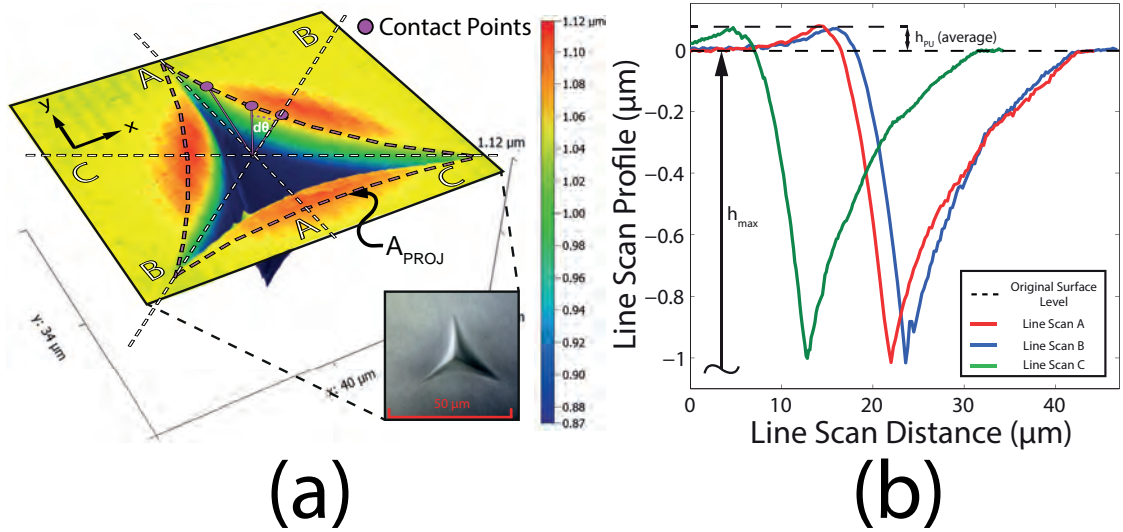 Contact Points
1.12 μm
1.10
1.08
1.06
1.04
1.02
1.00
0.98
0.96
0.94
0.92
0.90
0.88
0.87
A
B
C
y
x
dθ
1.12 μm
C
B
A
A_PROJ
y: 34 μm
x: 40 μm
50 μm
(a)
Line Scan Profile (μm)
0
−0.2
−0.4
−0.6
−0.8
−1
h_PU (average)
h_max
Original Surface
Level
Line Scan A
Line Scan B
Line Scan C
0
10
20
30
40
Line Scan Distance (μm)
(b)